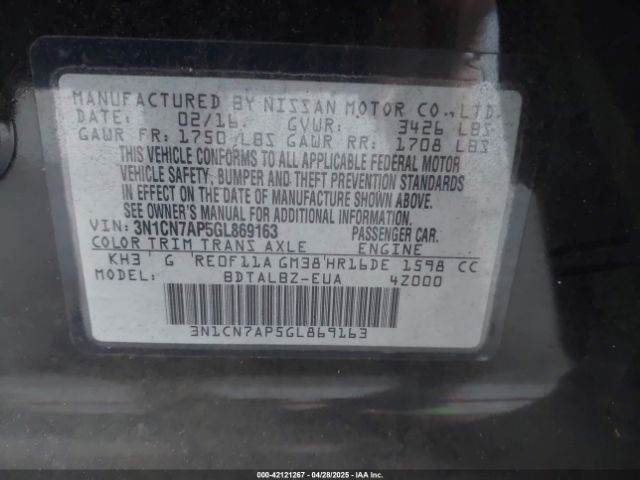 MANUFACTURED BY NISSAN MOTOR CO.,LTD.
DATE: 02/16. GVWR: 3426 LBS
GAWR FR: 1750 LBS GAWR RR: 1708 LBS
THIS VEHICLE CONFORMS TO ALL APPLICABLE FEDERAL MOTOR
VEHICLE SAFETY, BUMPER AND THEFT PREVENTION STANDARDS
IN EFFECT ON THE DATE OF MANUFACTURE SHOWN ABOVE.
SEE OWNER'S MANUAL FOR ADDITIONAL INFORMATION.
VIN: 3N1CN7AP5GL869163 PASSENGER CAR.
COLOR TRIM TRANS AXLE ENGINE
KH3 G RE0F11A GM38 HR16DE 1598 CC
MODEL: BDTALBZ-EUA 4Z000
3N1CN7AP5GL869163
000-42121267 04/28/2025 - IAAI.COM